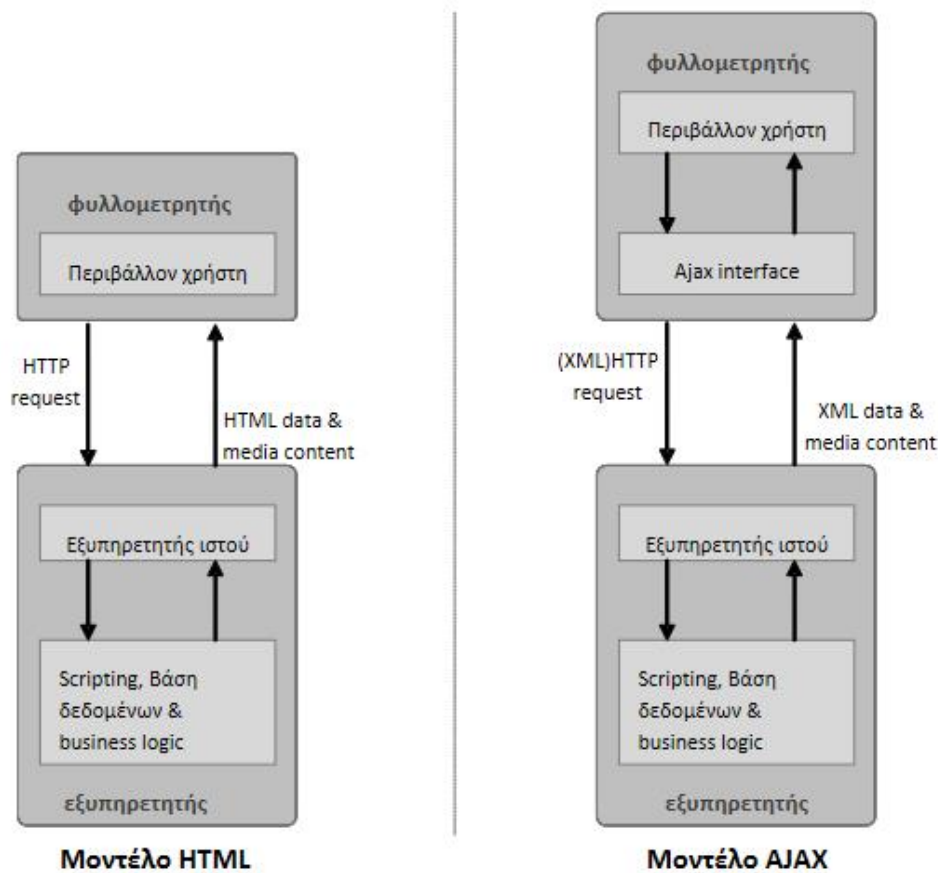 φυλλομετρητής
Περιβάλλον χρήστη
HTTP
request
HTML data &
media content
Εξυπηρετητής ιστού
Scripting, Βάση
δεδομένων &
business logic
εξυπηρετητής
Μοντέλο HTML
φυλλομετρητής
Περιβάλλον χρήστη
Ajax interface
(XML)HTTP
request
XML data &
media content
Εξυπηρετητής ιστού
Scripting, Βάση
δεδομένων &
business logic
εξυπηρετητής
Μοντέλο AJAX